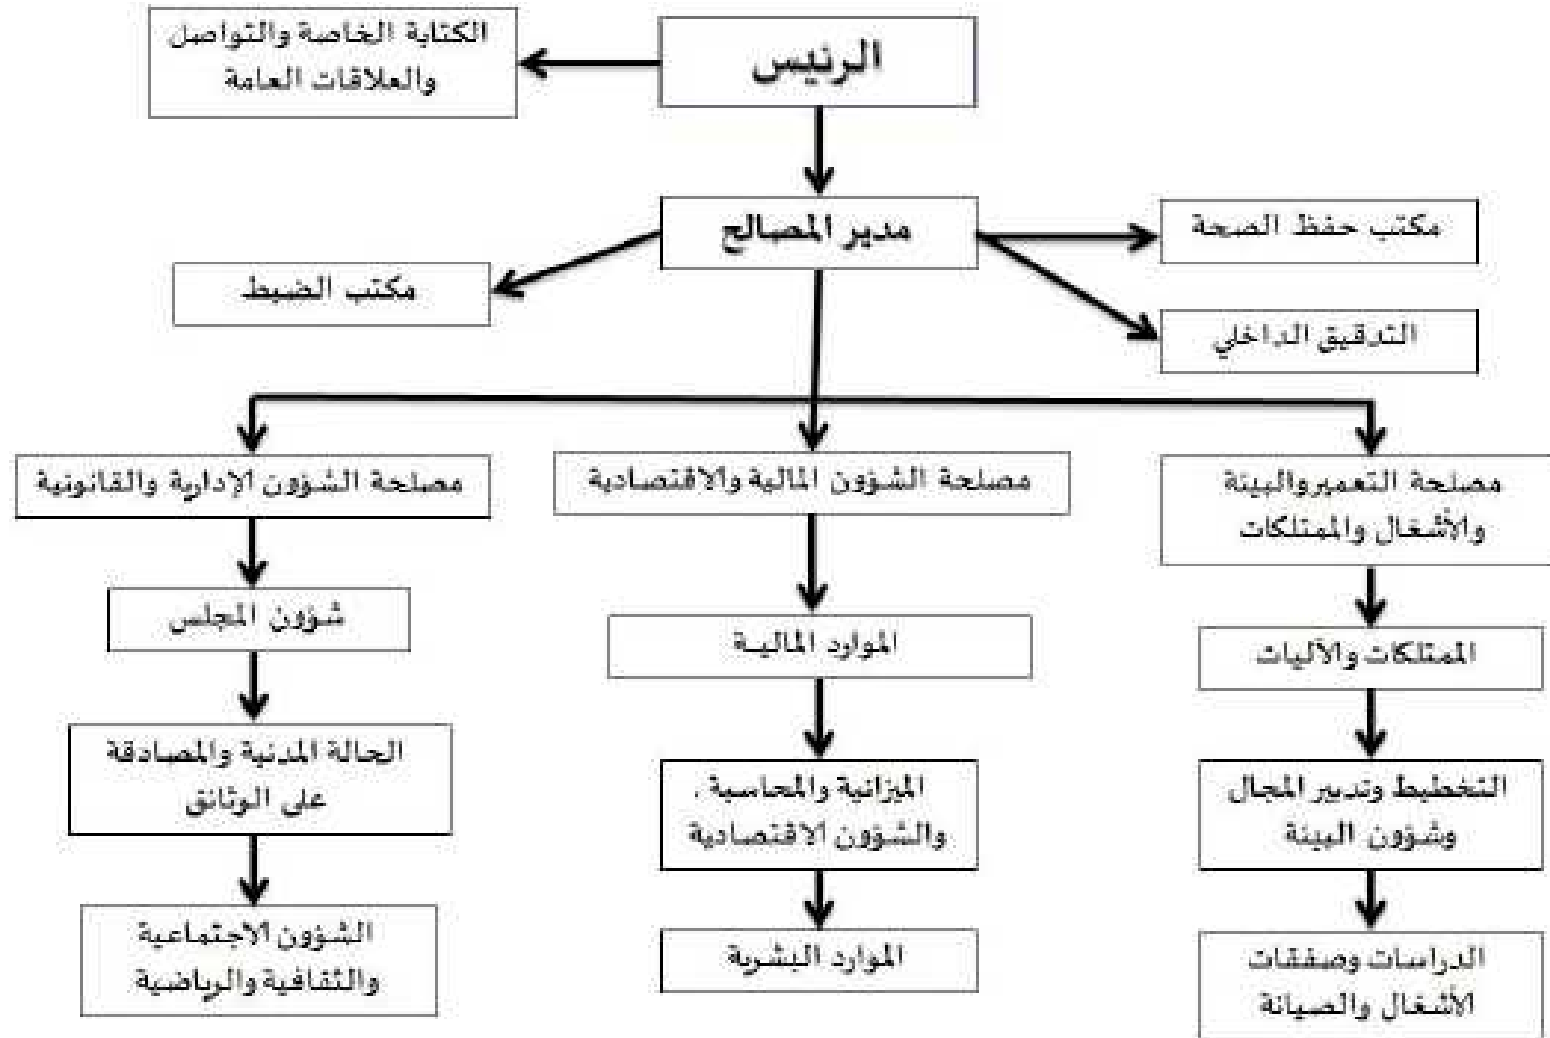 الرئيس
الكتابة الخاصة والتواصل
والعلاقات العامة
مدير المصالح
مكتب حفظ الصحة
مكتب الضبط
التدقيق الداخلي
مصلحة التعمير والبيئة
والأشغال والممتلكات
مصلحة الشؤون المالية والاقتصادية
مصلحة الشؤون الإدارية والقانونية
الممتلكات والآليات
الموارد الماليـة
شؤون المجلس
التخطيط وتدبير المجال
وشؤون البيئة
الميزانية والمحاسبة .
والشؤون الاقتصادية
الحالة المدنية والمصادقة
على الوثائق
الدراسات وصفقات
الأشغال والصيانة
الموارد البشرية
الشؤون الاجتماعية
والثقافية والرياضية